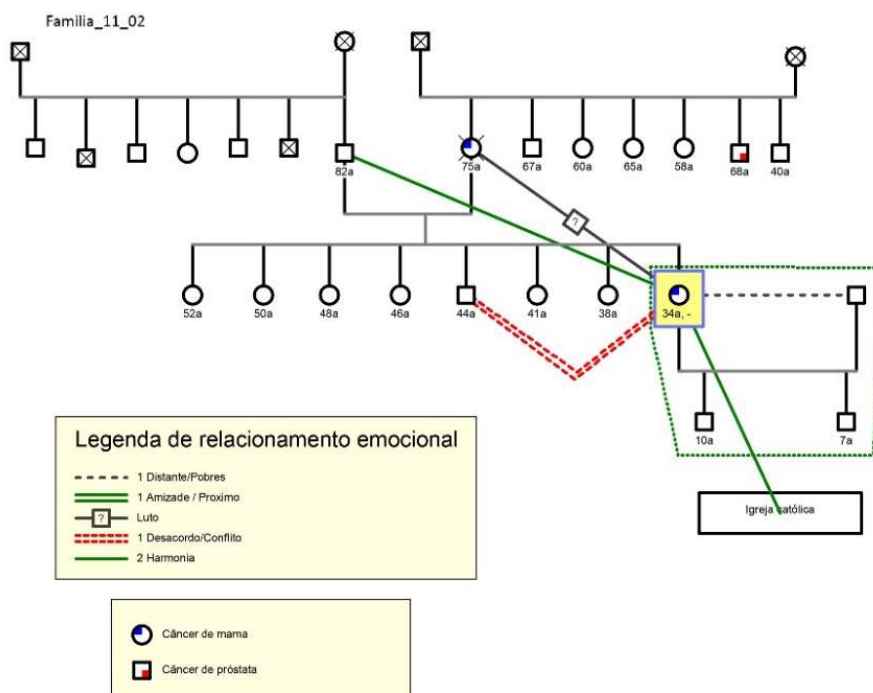 Familia_11_02
82a
75a
67a
60a
65a
58a
68a
40a
?
52a
50a
48a
46a
44a
41a
38a
34a, -
10a
7a
Igreja católica
Legenda de relacionamento emocional
1 Distante/Pobres
1 Amizade / Proximo
? Luto
1 Desacordo/Conflito
2 Harmonia
Câncer de mama
Câncer de próstata